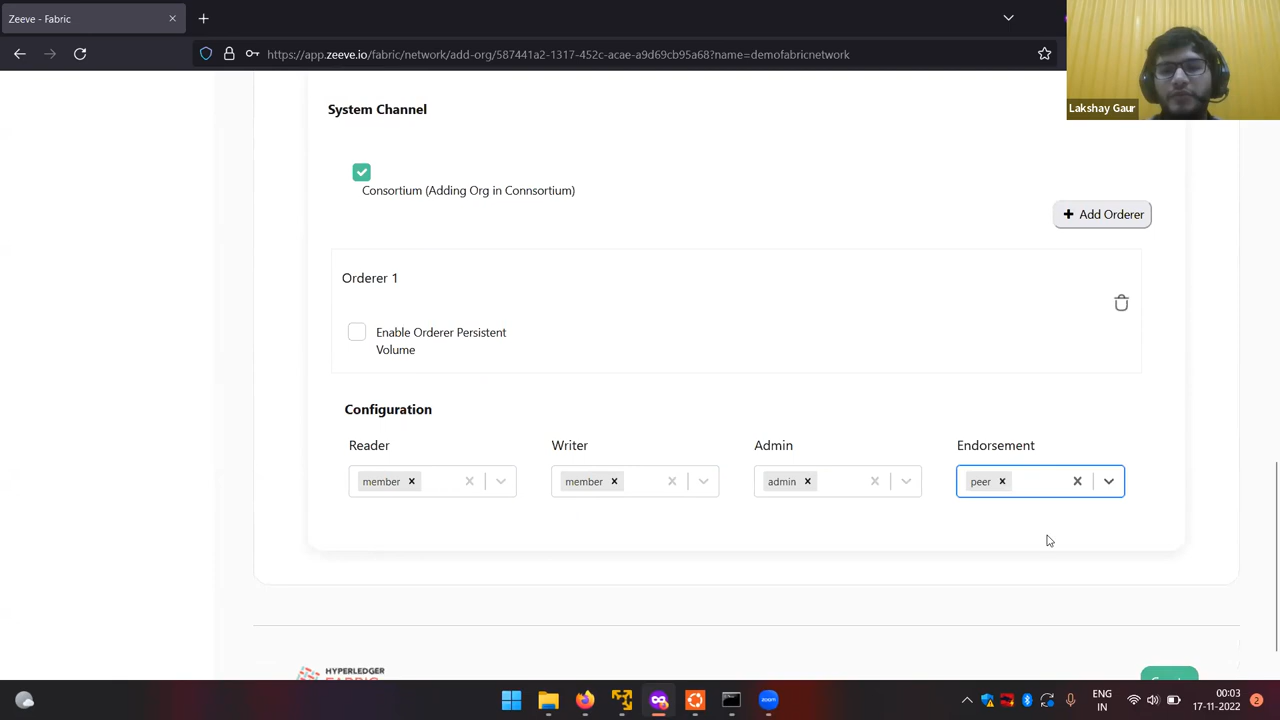 Zeeve - Fabric
https://app.zeeve.io/fabric/network/add-org/587441a2-1317-452c-acae-a9d69cb95a68?name=demofabricnetwork
Lakshay Gaur
System Channel
Consortium (Adding Org in Connsortium)
Add Orderer
Orderer 1
Enable Orderer Persistent
Volume
Configuration
Reader
Writer
Admin
Endorsement
member
member
admin
peer
HYPERLEDGER
FABRIC
ENG
IN
00:03
17-11-2022
2